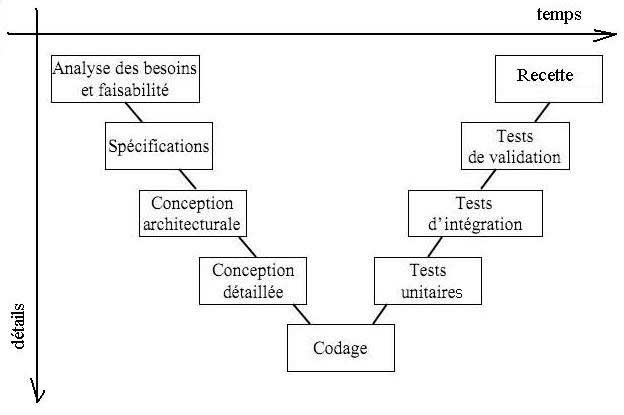 temps
Analyse des besoins
et faisabilité
Recette
Spécifications
Tests
de validation
Conception
architecturale
Tests
d'intégration
Conception
détaillée
Tests
unitaires
Codage
détails